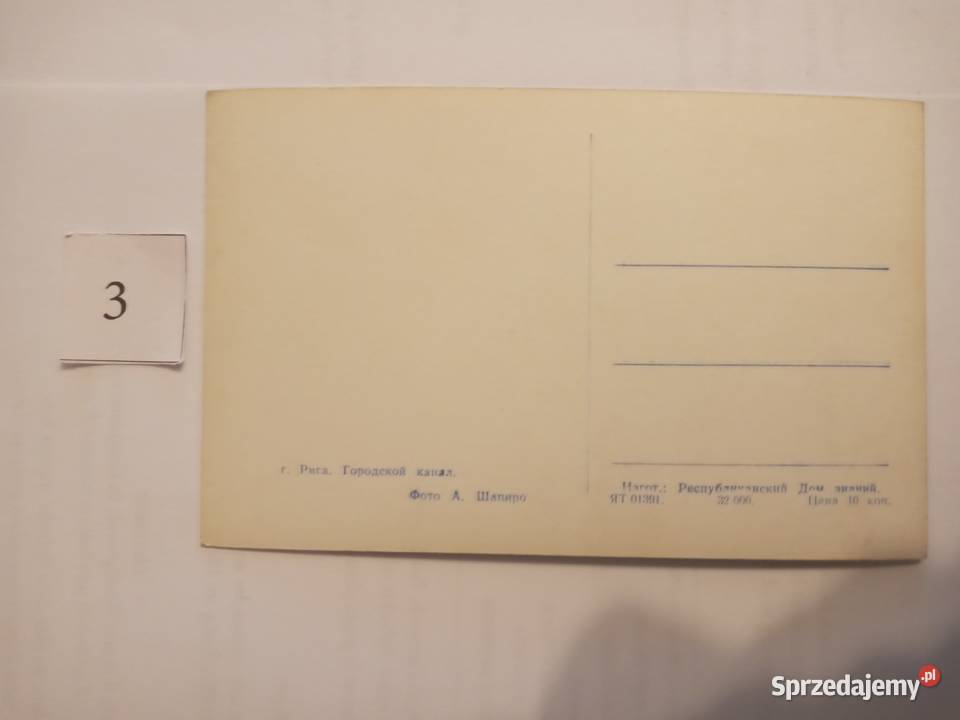 3
г. Рига. Городской канал.
Фото А. Шапиро
Изгот.: Республиканский Дом знаний.
ЯТ 01391. 32 000. Цена 10 коп.
Sprzedajemy.pl